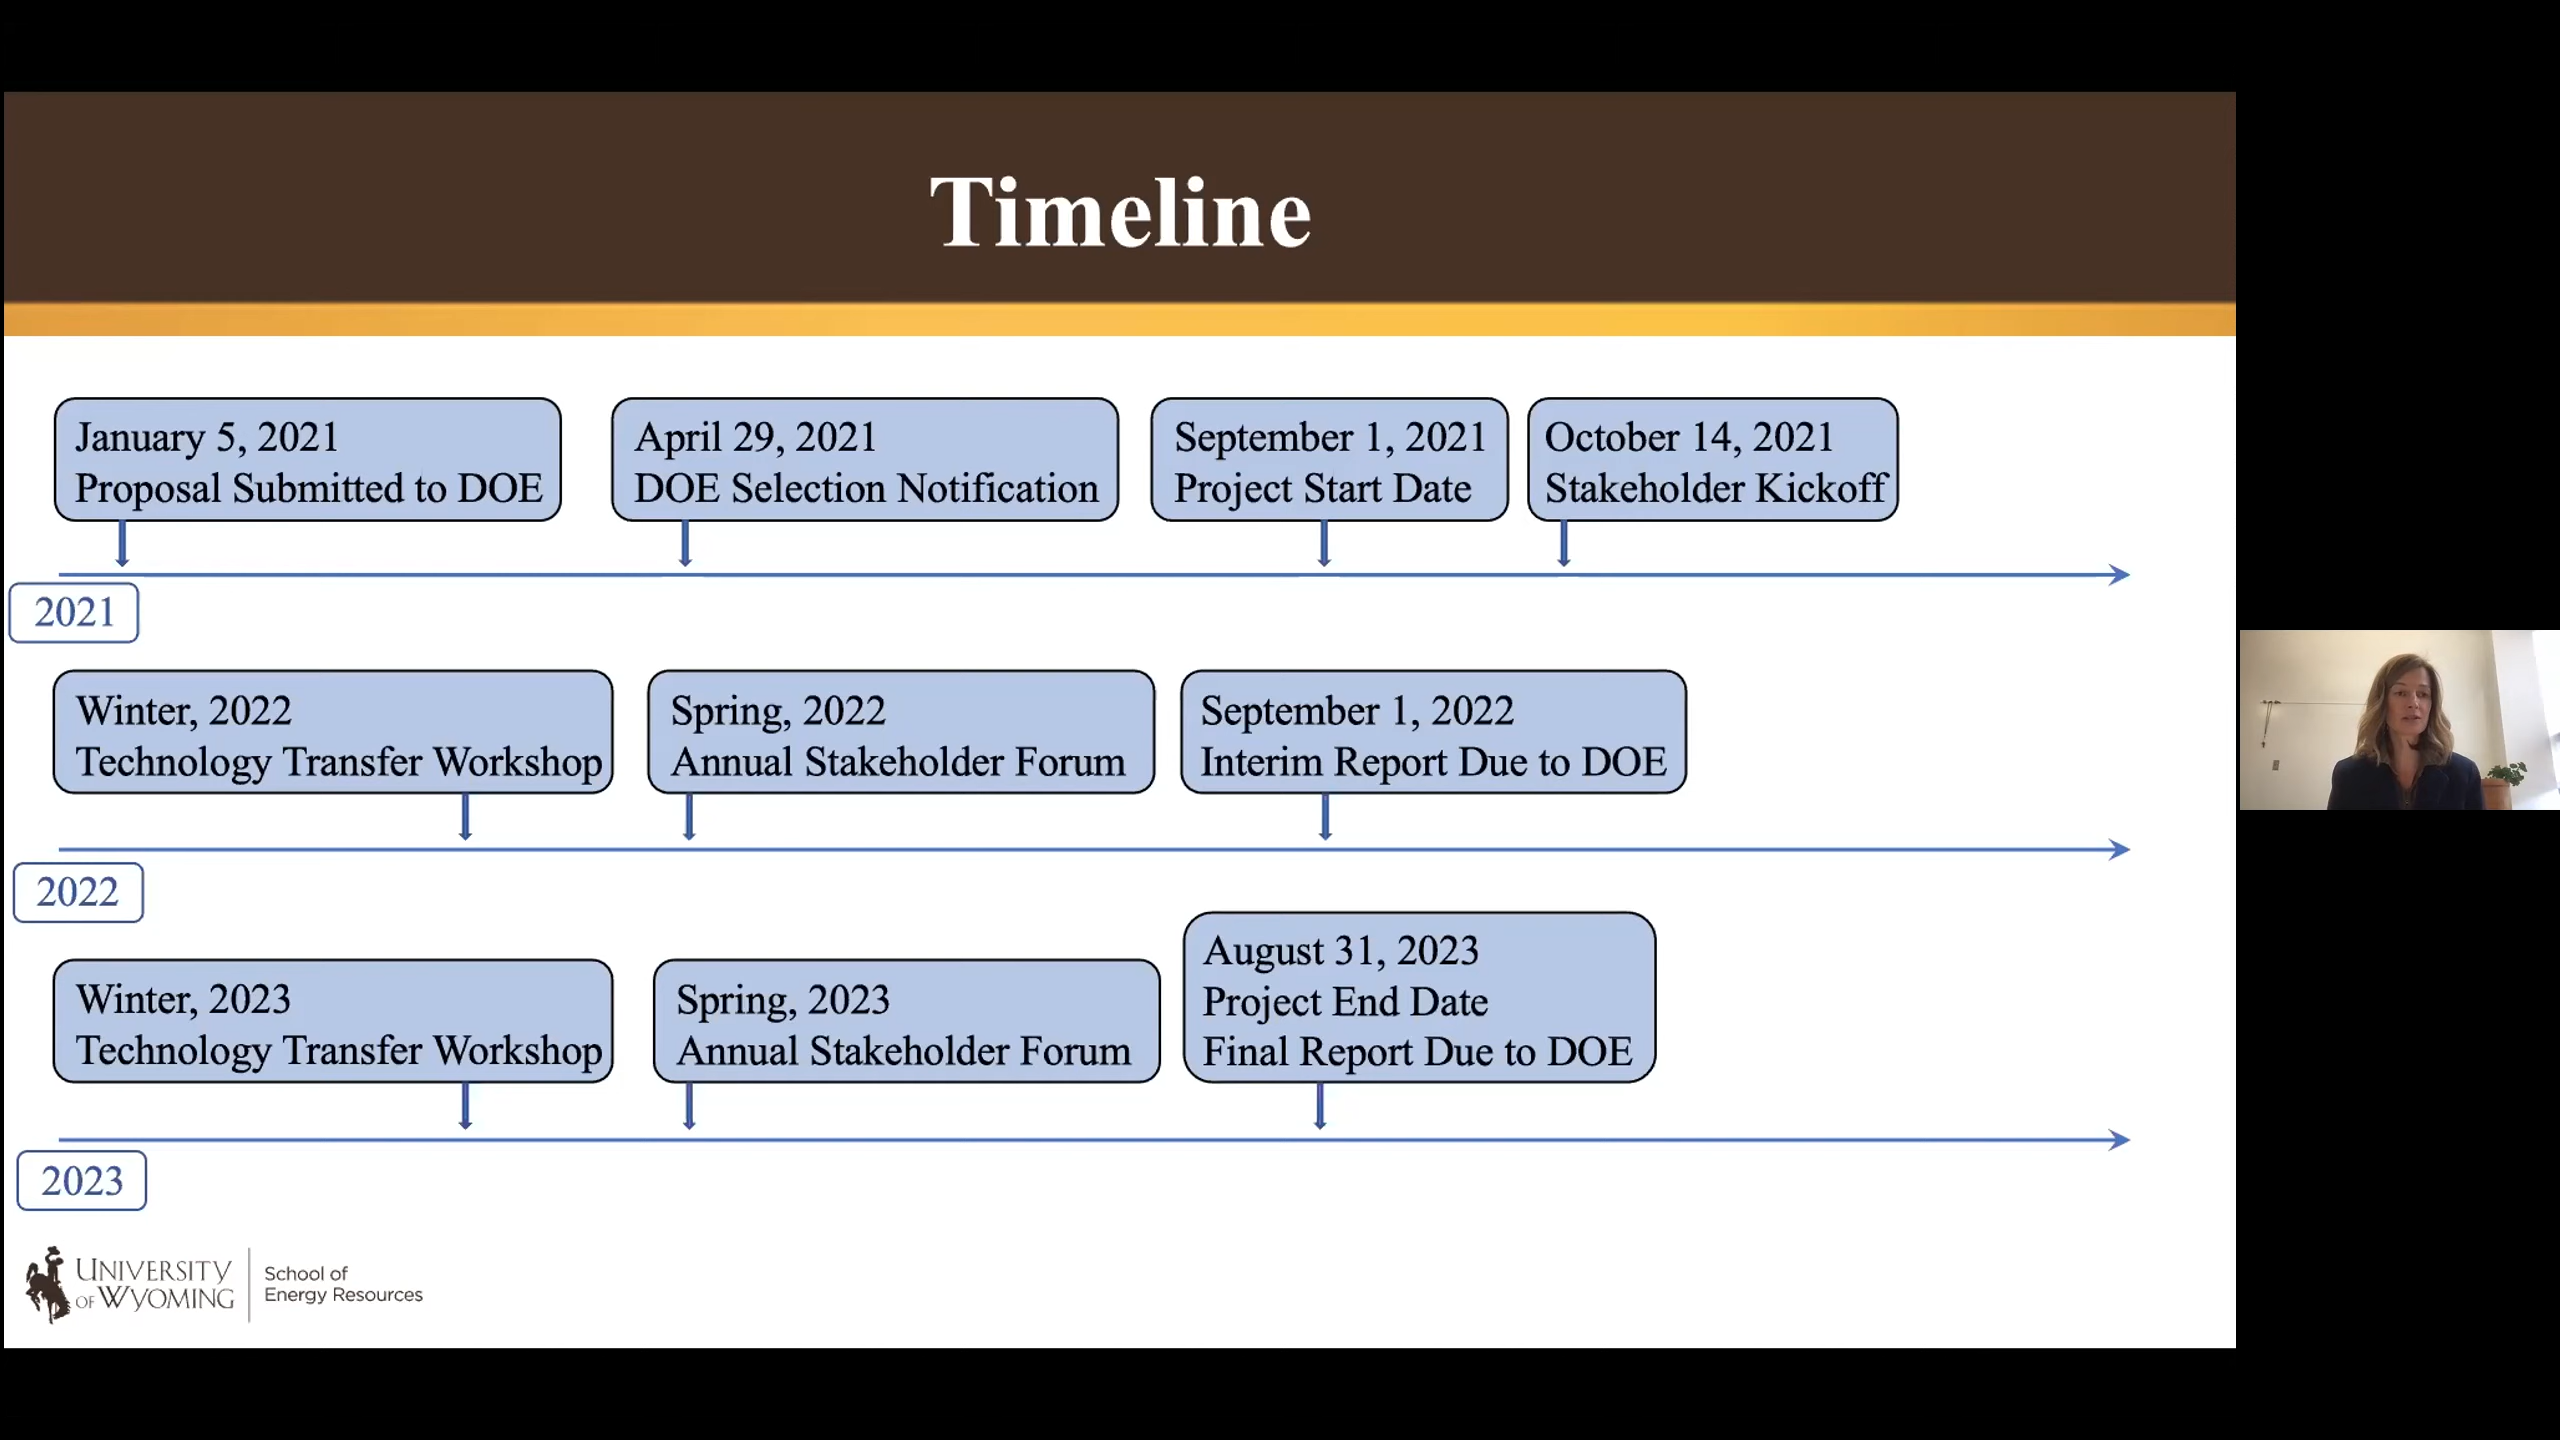 Timeline
January 5, 2021
Proposal Submitted to DOE
April 29, 2021
DOE Selection Notification
September 1, 2021
Project Start Date
October 14, 2021
Stakeholder Kickoff
2021
Winter, 2022
Technology Transfer Workshop
Spring, 2022
Annual Stakeholder Forum
September 1, 2022
Interim Report Due to DOE
2022
Winter, 2023
Technology Transfer Workshop
Spring, 2023
Annual Stakeholder Forum
August 31, 2023
Project End Date
Final Report Due to DOE
2023
UNIVERSITY
OF WYOMING
School of
Energy Resources